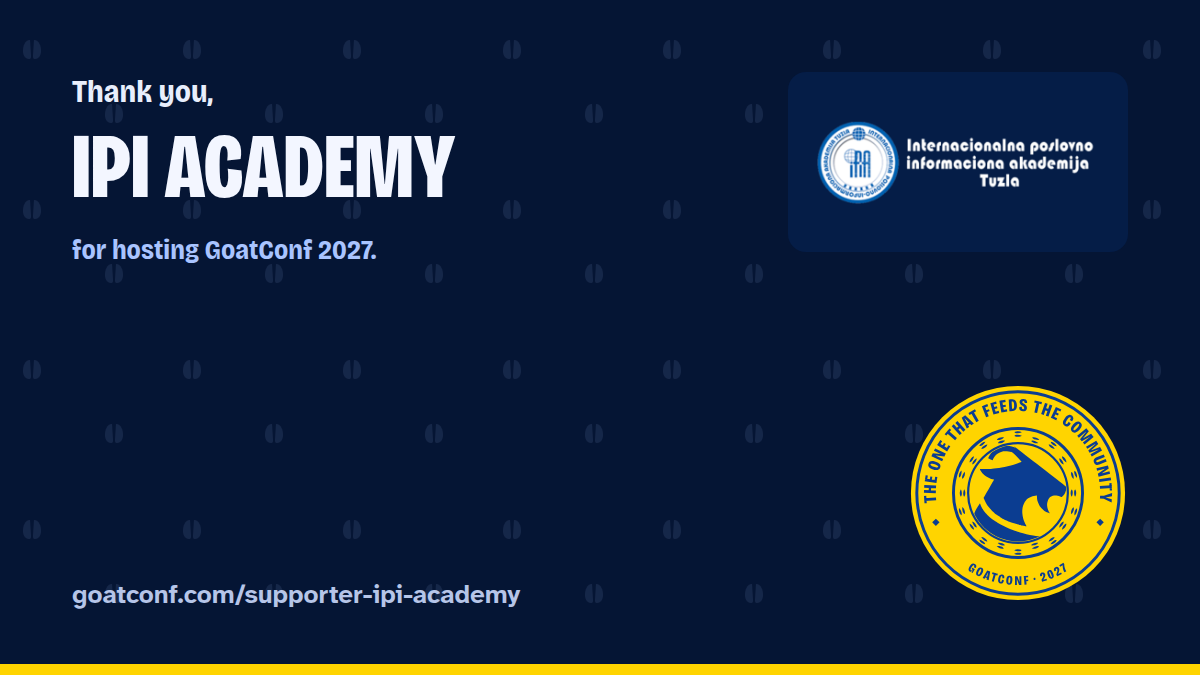 Thank you,
IPI ACADEMY
for hosting GoatConf 2027.
Internacionalna poslovno
informaciona akademija
Tuzla
THE ONE THAT FEEDS THE COMMUNITY
GOATCONF · 2027
goatconf.com/supporter-ipi-academy